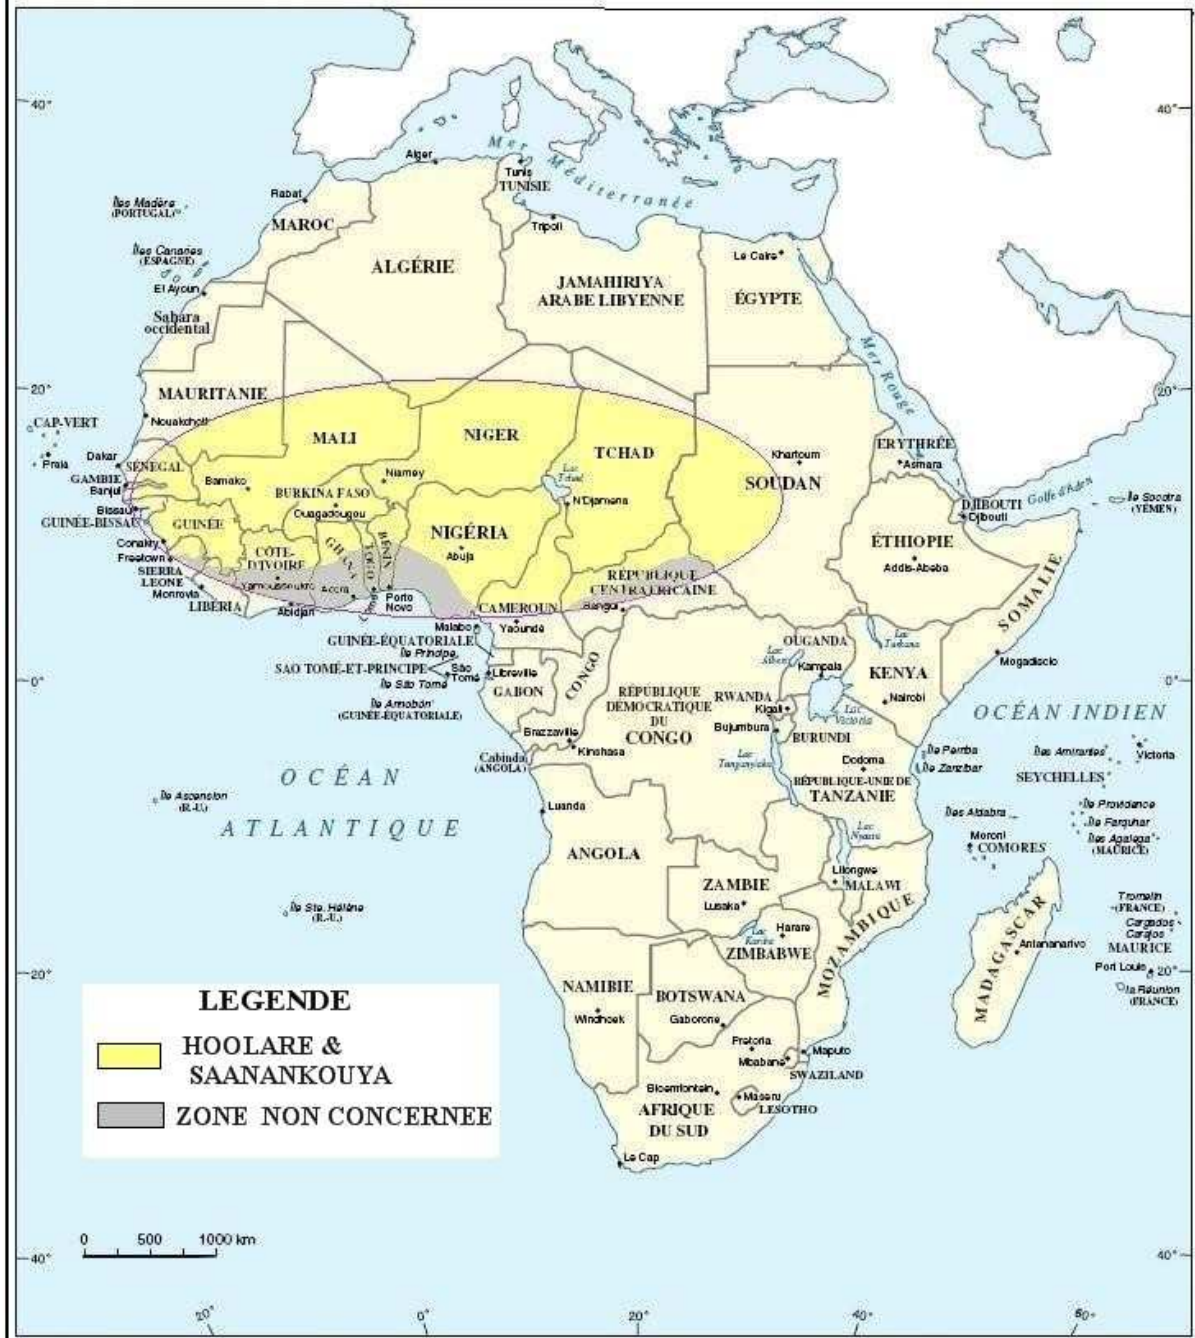 40°
40°
Mer Méditerranée
Alger
Tunis
TUNISIE
Rabat
MAROC
Tripoli
Îles Madère
(PORTUGAL)
Îles Canaries
(ESPAGNE)
El Ayoun
Sahara
occidental
ALGÉRIE
JAMAHIRIYA
ARABE LIBYENNE
Le Caire
ÉGYPTE
Mer Rouge
20°
20°
MAURITANIE
Nouakchott
CAP-VERT
Praia
Dakar
SÉNÉGAL
GAMBIE
Banjul
Bissau
GUINÉE-BISSAU
MALI
Bamako
NIGER
Niamey
BURKINA FASO
Ouagadougou
TCHAD
Lac
Tchad
N'Djamena
Khartoum
SOUDAN
ERYTHRÉE
Asmara
DJIBOUTI
Djibouti
Golfe d'Aden
Île Socotra
(YÉMEN)
GUINÉE
Conakry
Freetown
SIERRA
LEONE
Monrovia
LIBÉRIA
CÔTE-
D'IVOIRE
Yamoussoukro
Abidjan
GHANA
Accra
TOGO
BÉNIN
Porto
Novo
NIGÉRIA
Abuja
CAMEROUN
Yaoundé
RÉPUBLIQUE
CENTRAFRICAINE
Bangui
ÉTHIOPIE
Addis-Abeba
SOMALIE
Mogadiscio
Malabo
GUINÉE-ÉQUATORIALE
Île Principe
SAO TOMÉ-ET-PRINCIPE
São
Tomé
Île São Tomé
Île Annobón
(GUINÉE-ÉQUATORIALE)
Libreville
GABON
CONGO
0°
0°
Brazzaville
Kinshasa
Cabinda
(ANGOLA)
RÉPUBLIQUE
DÉMOCRATIQUE
DU
CONGO
OUGANDA
Lac
Albert
Kampala
Lac
Turkana
KENYA
Nairobi
RWANDA
Kigali
Lac
Victoria
Bujumbura
BURUNDI
Lac
Tanganyika
Dodoma
RÉPUBLIQUE-UNIE DE
TANZANIE
Île Pemba
Île Zanzibar
OCÉAN INDIEN
Îles Amirantes
Victoria
SEYCHELLES
Îles Aldabra
Île Providence
Île Farquhar
Îles Agalega
(MAURICE)
Moroni
COMORES
OCÉAN
ATLANTIQUE
Île Ascension
(R.-U.)
Île Ste. Hélène
(R.-U.)
Luanda
ANGOLA
ZAMBIE
Lusaka
Lac
Nyassa
Lilongwe
MALAWI
MOZAMBIQUE
Lac
Kariba
Harare
ZIMBABWE
MADAGASCAR
Antananarivo
Tromelin
(FRANCE)
Cargados
Carajos
MAURICE
Port Louis
la Réunion
(FRANCE)
20°
20°
NAMIBIE
Windhoek
BOTSWANA
Gaborone
Pretoria
Mbabane
Maputo
SWAZILAND
Bloemfontein
Maseru
LESOTHO
AFRIQUE
DU SUD
Le Cap
LEGENDE
HOOLARE &
SAANANKOUYA
ZONE NON CONCERNEE
0 500 1000 km
40°
40°
20° 0° 20° 40° 60°